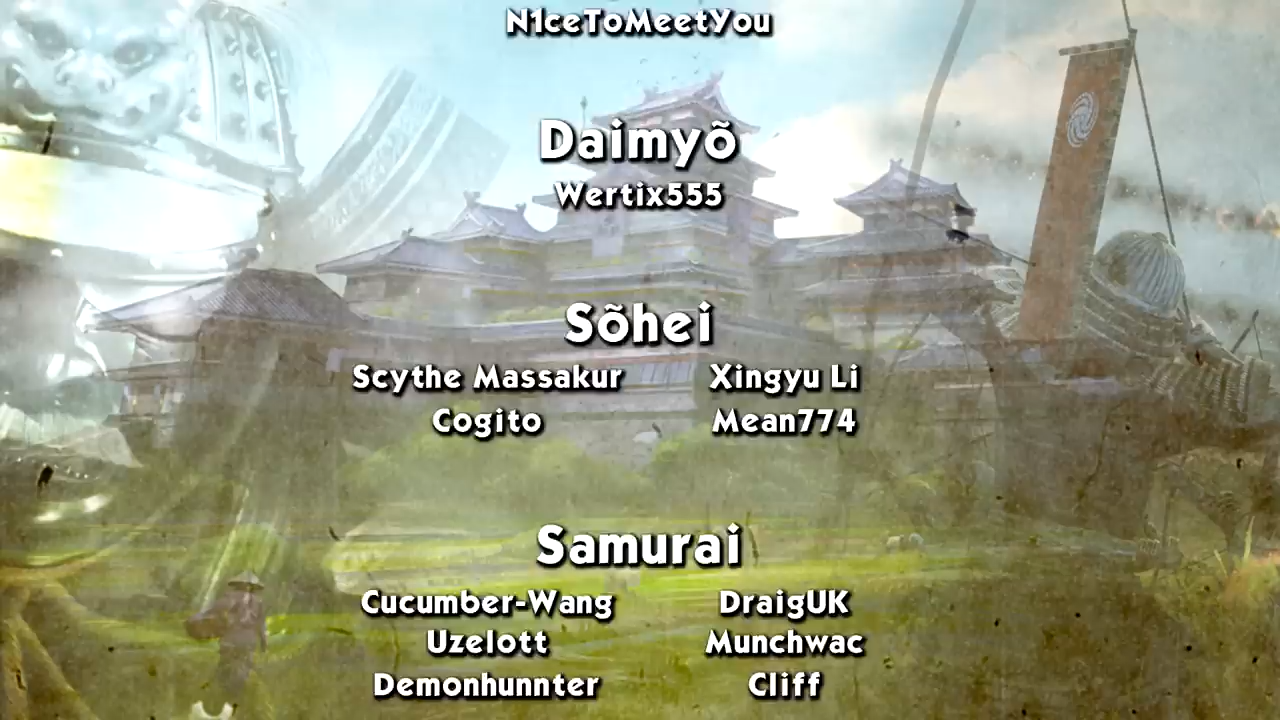 N1ceToMeetYou
Daimyõ
Wertix555
Sõhei
Scythe Massakur Xingyu Li
Cogito Mean774
Samurai
Cucumber-Wang DraigUK
Uzelott Munchwac
Demonhunnter Cliff